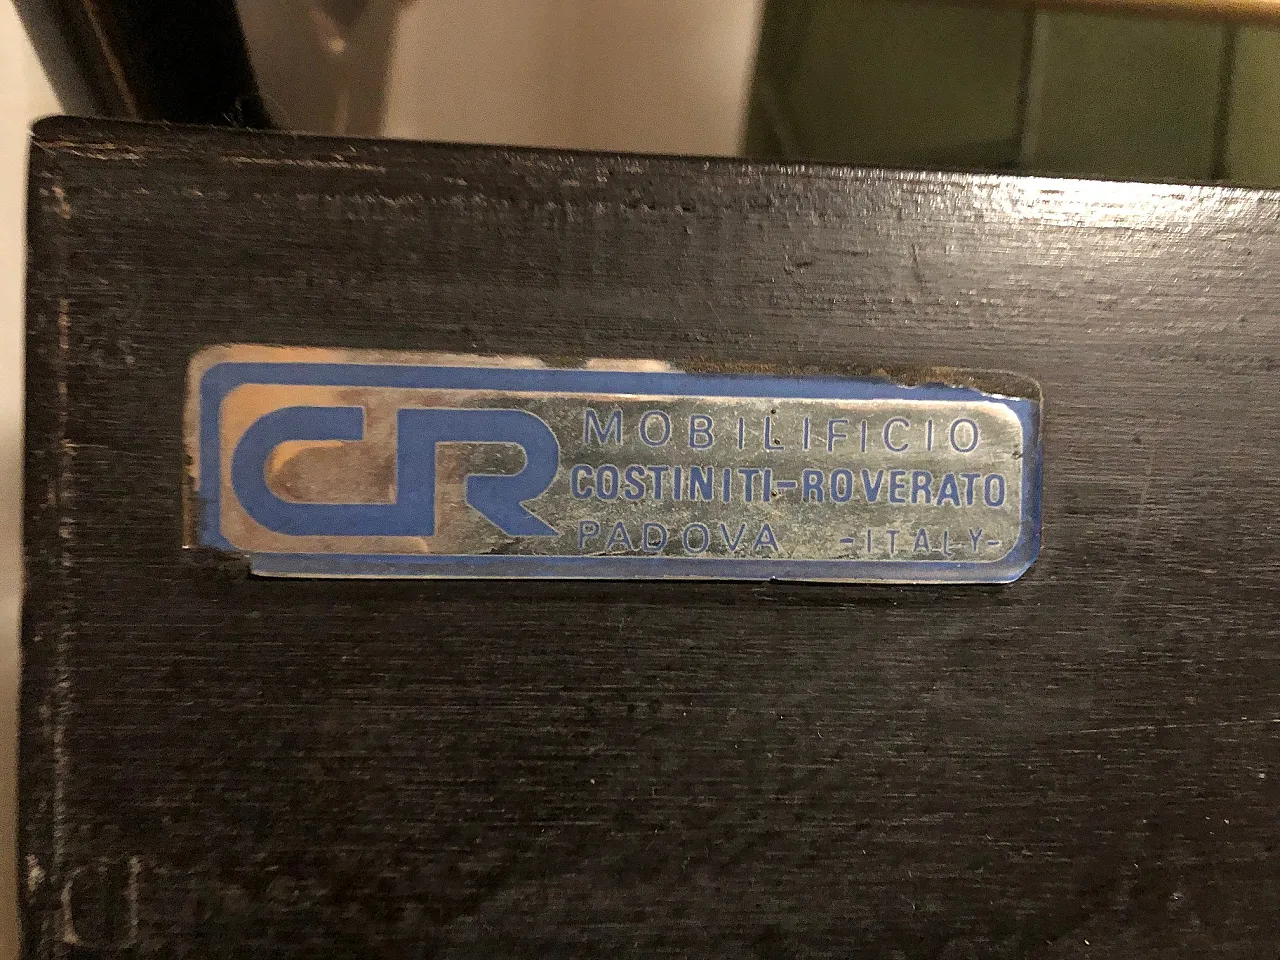 CR
MOBILIFICIO
COSTINITI-ROVERATO
PADOVA -ITALY-